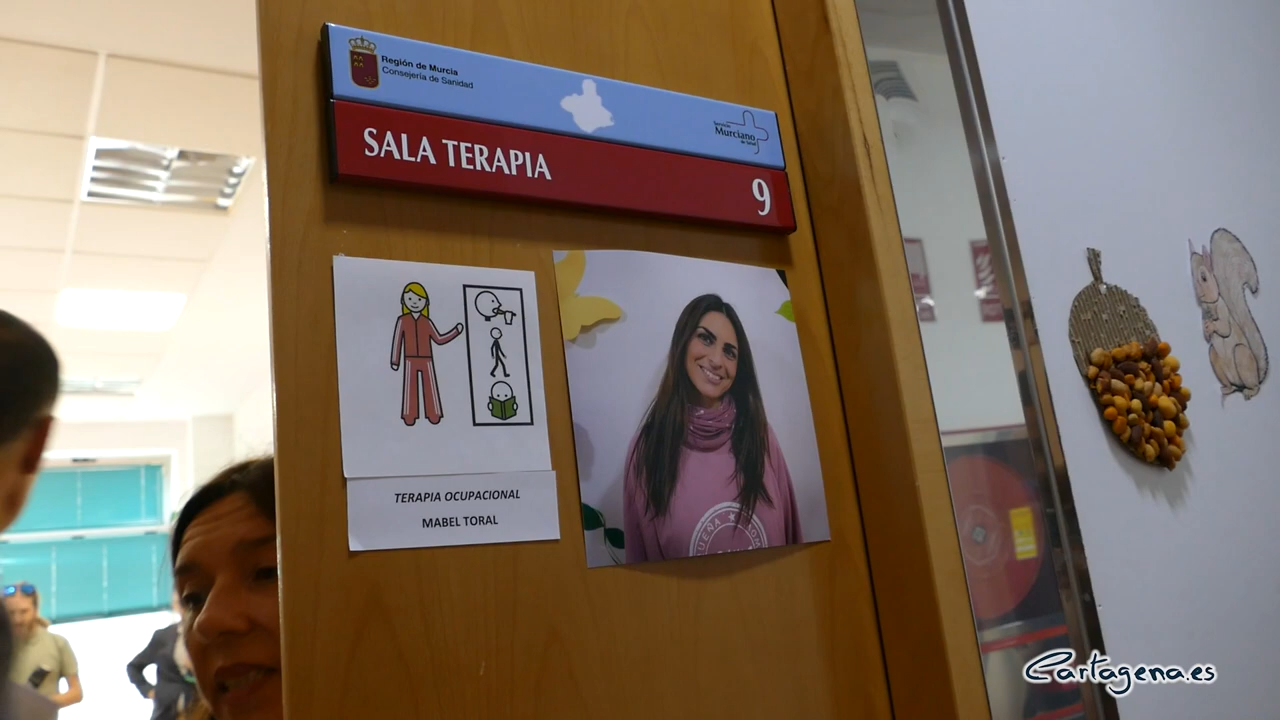 Región de Murcia
Consejería de Sanidad
Servicio
Murciano
de Salud
SALA TERAPIA
9
TERAPIA OCUPACIONAL
MABEL TORAL
Cartagena.es